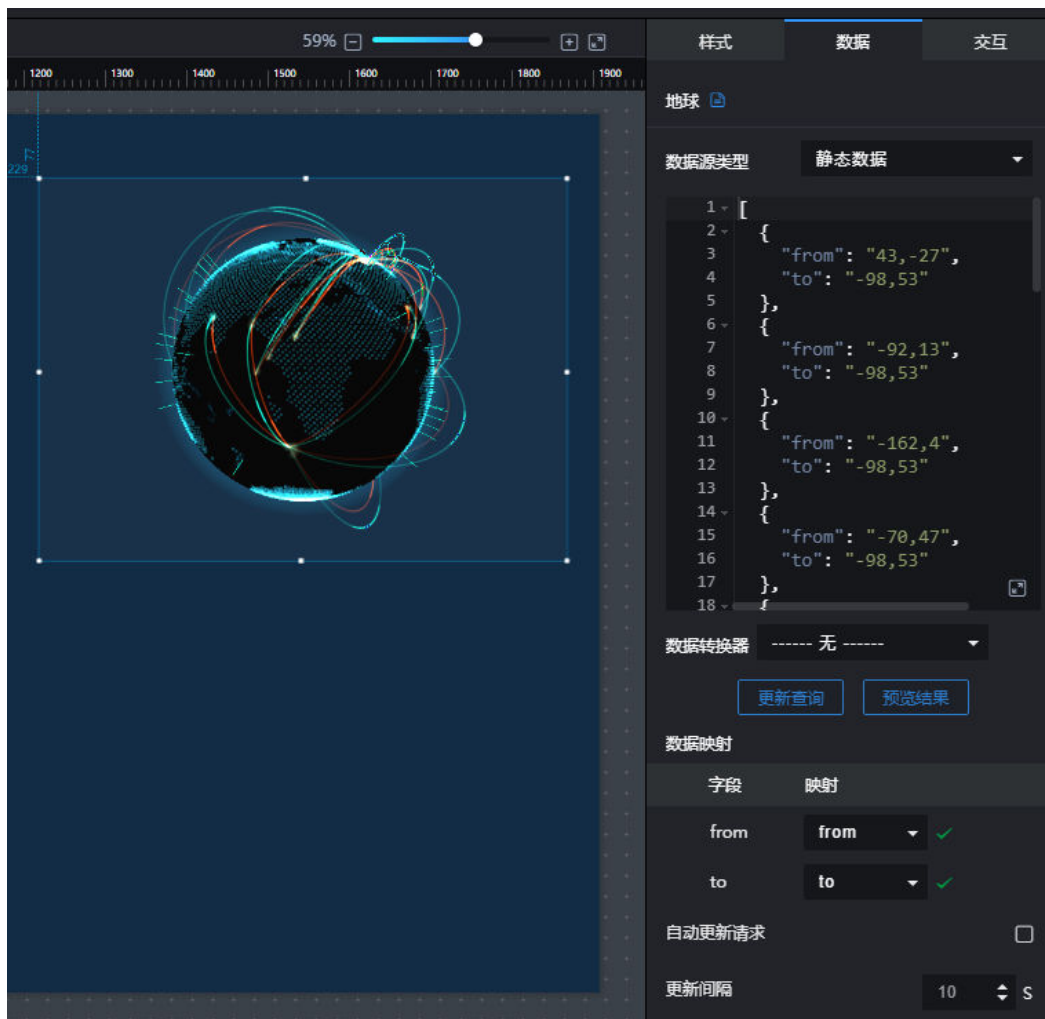 59%
样式 数据 交互
1200 1300 1400 1500 1600 1700 1800 1900
地球
77
229
数据源类型 静态数据
1 [
2 {
3 "from": "43,-27",
4 "to": "-98,53"
5 },
6 {
7 "from": "-92,13",
8 "to": "-98,53"
9 },
10 {
11 "from": "-162,4",
12 "to": "-98,53"
13 },
14 {
15 "from": "-70,47",
16 "to": "-98,53"
17 },
18 {
数据转换器 ------ 无 ------
更新查询 预览结果
数据映射
字段 映射
from from
to to
自动更新请求
更新间隔 10 S